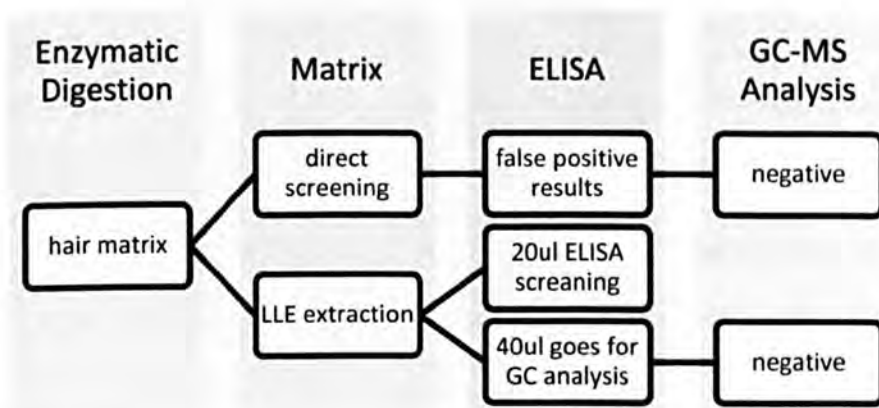 Enzymatic
Digestion
Matrix
ELISA
GC-MS
Analysis
hair matrix
direct
screening
false positive
results
negative
LLE extraction
20ul ELISA
screaning
40ul goes for
GC analysis
negative